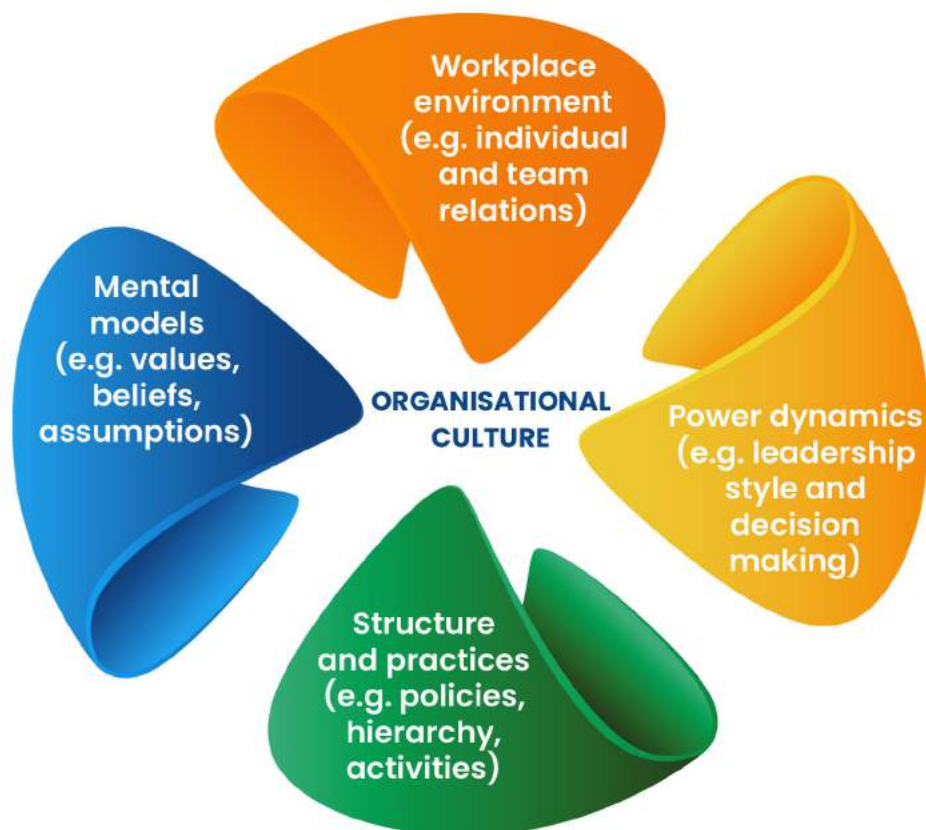 Workplace
environment
(e.g. individual
and team
relations)
Mental
models
(e.g. values,
beliefs,
assumptions)
ORGANISATIONAL
CULTURE
Power dynamics
(e.g. leadership
style and
decision
making)
Structure
and practices
(e.g. policies,
hierarchy,
activities)